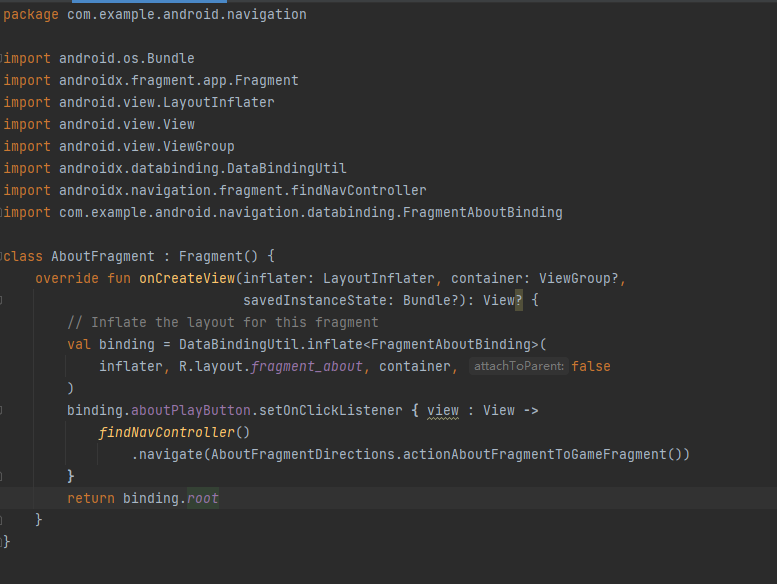 package com.example.android.navigation
import android.os.Bundle
import androidx.fragment.app.Fragment
import android.view.LayoutInflater
import android.view.View
import android.view.ViewGroup
import androidx.databinding.DataBindingUtil
import androidx.navigation.fragment.findNavController
import com.example.android.navigation.databinding.FragmentAboutBinding
class AboutFragment : Fragment() {
override fun onCreateView(inflater: LayoutInflater, container: ViewGroup?,
savedInstanceState: Bundle?): View? {
// Inflate the layout for this fragment
val binding = DataBindingUtil.inflate<FragmentAboutBinding>(
inflater, R.layout.fragment_about, container, attachToParent: false
)
binding.aboutPlayButton.setOnClickListener { view : View ->
findNavController()
.navigate(AboutFragmentDirections.actionAboutFragmentToGameFragment())
}
return binding.root
}
}